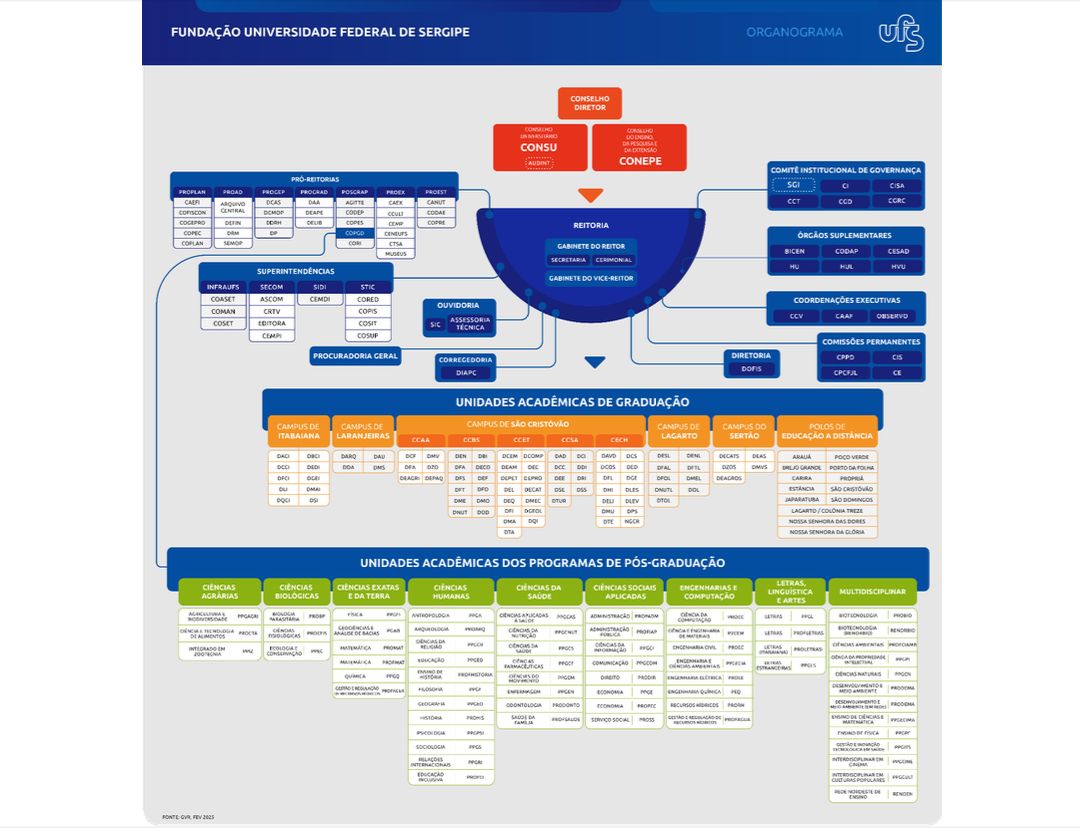 FUNDAÇÃO UNIVERSIDADE FEDERAL DE SERGIPE
ORGANOGRAMA
ufs
CONSELHO
DIRETOR
CONSELHO
UNIVERSITÁRIO
CONSU
AUDINT
CONSELHO
DO ENSINO,
DA PESQUISA E
DA EXTENSÃO
CONEPE
PRÓ-REITORIAS
PROPLAN PROAD PROGEP PROGRAD POSGRAP PROEX PROEST
CAEFI
COFISCON
COGEPRO
COPEC
COPLAN
ARQUIVO
CENTRAL
DEFIN
DRM
SEMOP
DCAS
DCMOP
DDRH
DP
DAA
DEAPE
DELIB
AGITTE
CODEP
COPES
COPGD
CORI
CAEX
CCULT
CEMP
CENEUFS
CTSA
MUSEUS
CANUT
CODAE
COPRE
SUPERINTENDÊNCIAS
INFRAUFS SECOM SIDI STIC
COASET
COMAN
COSET
ASCOM
CRTV
EDITORA
CEMPI
CEMDI
CORED
COPIS
COSIT
COSUP
PROCURADORIA GERAL
OUVIDORIA
SIC
ASSESSORIA
TÉCNICA
CORREGEDORIA
DIAPC
REITORIA
GABINETE DO REITOR
SECRETARIA CERIMONIAL
GABINETE DO VICE-REITOR
COMITÊ INSTITUCIONAL DE GOVERNANÇA
SGI CI CISA
CCT CGD CGRC
ÓRGÃOS SUPLEMENTARES
BICEN CODAP CESAD
HU HUL HVU
COORDENAÇÕES EXECUTIVAS
CCV CAAF OBSERVO
COMISSÕES PERMANENTES
CPPD CIS
CPCFJL CE
DIRETORIA
DOFIS
UNIDADES ACADÊMICAS DE GRADUAÇÃO
CAMPUS DE
ITABAIANA
DACI DBCI
DCCI DEDI
DFCI DGEI
DLI DMAI
DQCI DSI
CAMPUS DE
LARANJEIRAS
DARQ DAU
DDA DMS
CAMPUS DE SÃO CRISTÓVÃO
CCAA CCBS CCET CCSA CECH
DCF DMV
DFA DZO
DEAGRI DEPAQ
DEN DBI
DFA DECO
DFS DEF
DFT DFO
DME DMO
DNUT DOD
DCEM DCOMP
DEAM DEC
DEPET DEPRO
DEL DECAT
DEQ DMEC
DFI DGEOL
DMA DQI
DTA
DAD DCI
DCC DDI
DEE DRI
DSE DSS
DTUR
DAVD DCS
DCOS DED
DFL DGE
DHI DLES
DELI DLEV
DMU DPS
DTE NGCR
CAMPUS DE
LAGARTO
DESL DENL
DFAL DFTL
DFOL DMEL
DNUTL DOL
DTOL
CAMPUS DO
SERTÃO
DECATS DEAS
DZOS DMVS
DEAGROS
POLOS DE
EDUCAÇÃO A DISTÂNCIA
ARAUÁ POÇO VERDE
BREJO GRANDE PORTO DA FOLHA
CARIRA PROPRIÁ
ESTÂNCIA SÃO CRISTÓVÃO
JAPARATUBA SÃO DOMINGOS
LAGARTO / COLÔNIA TREZE
NOSSA SENHORA DAS DORES
NOSSA SENHORA DA GLÓRIA
UNIDADES ACADÊMICAS DOS PROGRAMAS DE PÓS-GRADUAÇÃO
CIÊNCIAS
AGRÁRIAS
AGRICULTURA E
BIODIVERSIDADE PPGAGRI
CIÊNCIA E TECNOLOGIA
DE ALIMENTOS PROCTA
INTEGRADO EM
ZOOTECNIA PPIZ
CIÊNCIAS
BIOLÓGICAS
BIOLOGIA
PARASITÁRIA PROBP
CIÊNCIAS
FISIOLÓGICAS PROCFIS
ECOLOGIA E
CONSERVAÇÃO PPEC
CIÊNCIAS EXATAS
E DA TERRA
FÍSICA PPGFI
GEOCIÊNCIAS E
ANÁLISE DE BACIAS PGAB
MATEMÁTICA PROMAT
MATEMÁTICA PROFMAT
QUÍMICA PPGQ
GESTÃO E REGULAÇÃO
DE RECURSOS HÍDRICOS PROFÁGUA
CIÊNCIAS
HUMANAS
ANTROPOLOGIA PPGA
ARQUEOLOGIA PROARQ
CIÊNCIAS DA
RELIGIÃO PPGCR
EDUCAÇÃO PPGED
ENSINO DE
HISTÓRIA PROFHISTÓRIA
FILOSOFIA PPGF
GEOGRAFIA PPGEO
HISTÓRIA PROHIS
PSICOLOGIA PPGPSI
SOCIOLOGIA PPGS
RELAÇÕES
INTERNACIONAIS PPGRI
EDUCAÇÃO
INCLUSIVA PROFEI
CIÊNCIAS DA
SAÚDE
CIÊNCIAS APLICADAS
À SAÚDE PPGCAS
CIÊNCIAS DA
NUTRIÇÃO PPGCNUT
CIÊNCIAS DA
SAÚDE PPGCS
CIÊNCIAS
FARMACÊUTICAS PPGCF
CIÊNCIAS DO
MOVIMENTO PPGCM
ENFERMAGEM PPGEN
ODONTOLOGIA PRODONTO
SAÚDE DA
FAMÍLIA PROFSAÚDE
CIÊNCIAS SOCIAIS
APLICADAS
ADMINISTRAÇÃO PROPADM
ADMINISTRAÇÃO
PÚBLICA PROFIAP
CIÊNCIAS DA
INFORMAÇÃO PPGCI
COMUNICAÇÃO PPGCOM
DIREITO PRODIR
ECONOMIA PPGE
ECONOMIA PROPEC
SERVIÇO SOCIAL PROSS
ENGENHARIAS E
COMPUTAÇÃO
CIÊNCIA DA
COMPUTAÇÃO PROCC
CIÊNCIA E ENGENHARIA
DE MATERIAIS P2CEM
ENGENHARIA CIVIL PROEC
ENGENHARIA E
CIÊNCIAS AMBIENTAIS PPGECIA
ENGENHARIA ELÉTRICA PROEE
ENGENHARIA QUÍMICA PEQ
RECURSOS HÍDRICOS PRORH
GESTÃO E REGULAÇÃO DE
RECURSOS HÍDRICOS PROFÁGUA
LETRAS,
LINGUÍSTICA
E ARTES
LETRAS PPGL
LETRAS PROFLETRAS
LETRAS
(ITABAIANA) PROLETRAS
LETRAS
ESTRANGEIRAS
MULTIDISCIPLINAR
BIOTECNOLOGIA PROBIO
BIOTECNOLOGIA
(RENORBIO) RENORBIO
CIÊNCIAS AMBIENTAIS PROFCIAMB
CIÊNCIA DA PROPRIEDADE
INTELECTUAL PPGPI
CIÊNCIAS NATURAIS PPGCN
DESENVOLVIMENTO E
MEIO AMBIENTE PRODEMA
DESENVOLVIMENTO E
MEIO AMBIENTE (EM REDE) PRODEMA
ENSINO DE CIÊNCIAS E
MATEMÁTICA PPGECIMA
ENSINO DE FÍSICA PPGPF
GESTÃO E INOVAÇÃO
TECNOLÓGICA EM SAÚDE PPGITS
INTERDISCIPLINAR EM
CINEMA PPGCINE
INTERDISCIPLINAR EM
CULTURAS POPULARES PPGCULT
REDE NORDESTE DE
ENSINO RENOEN
FONTE: GVR, FEV 2023